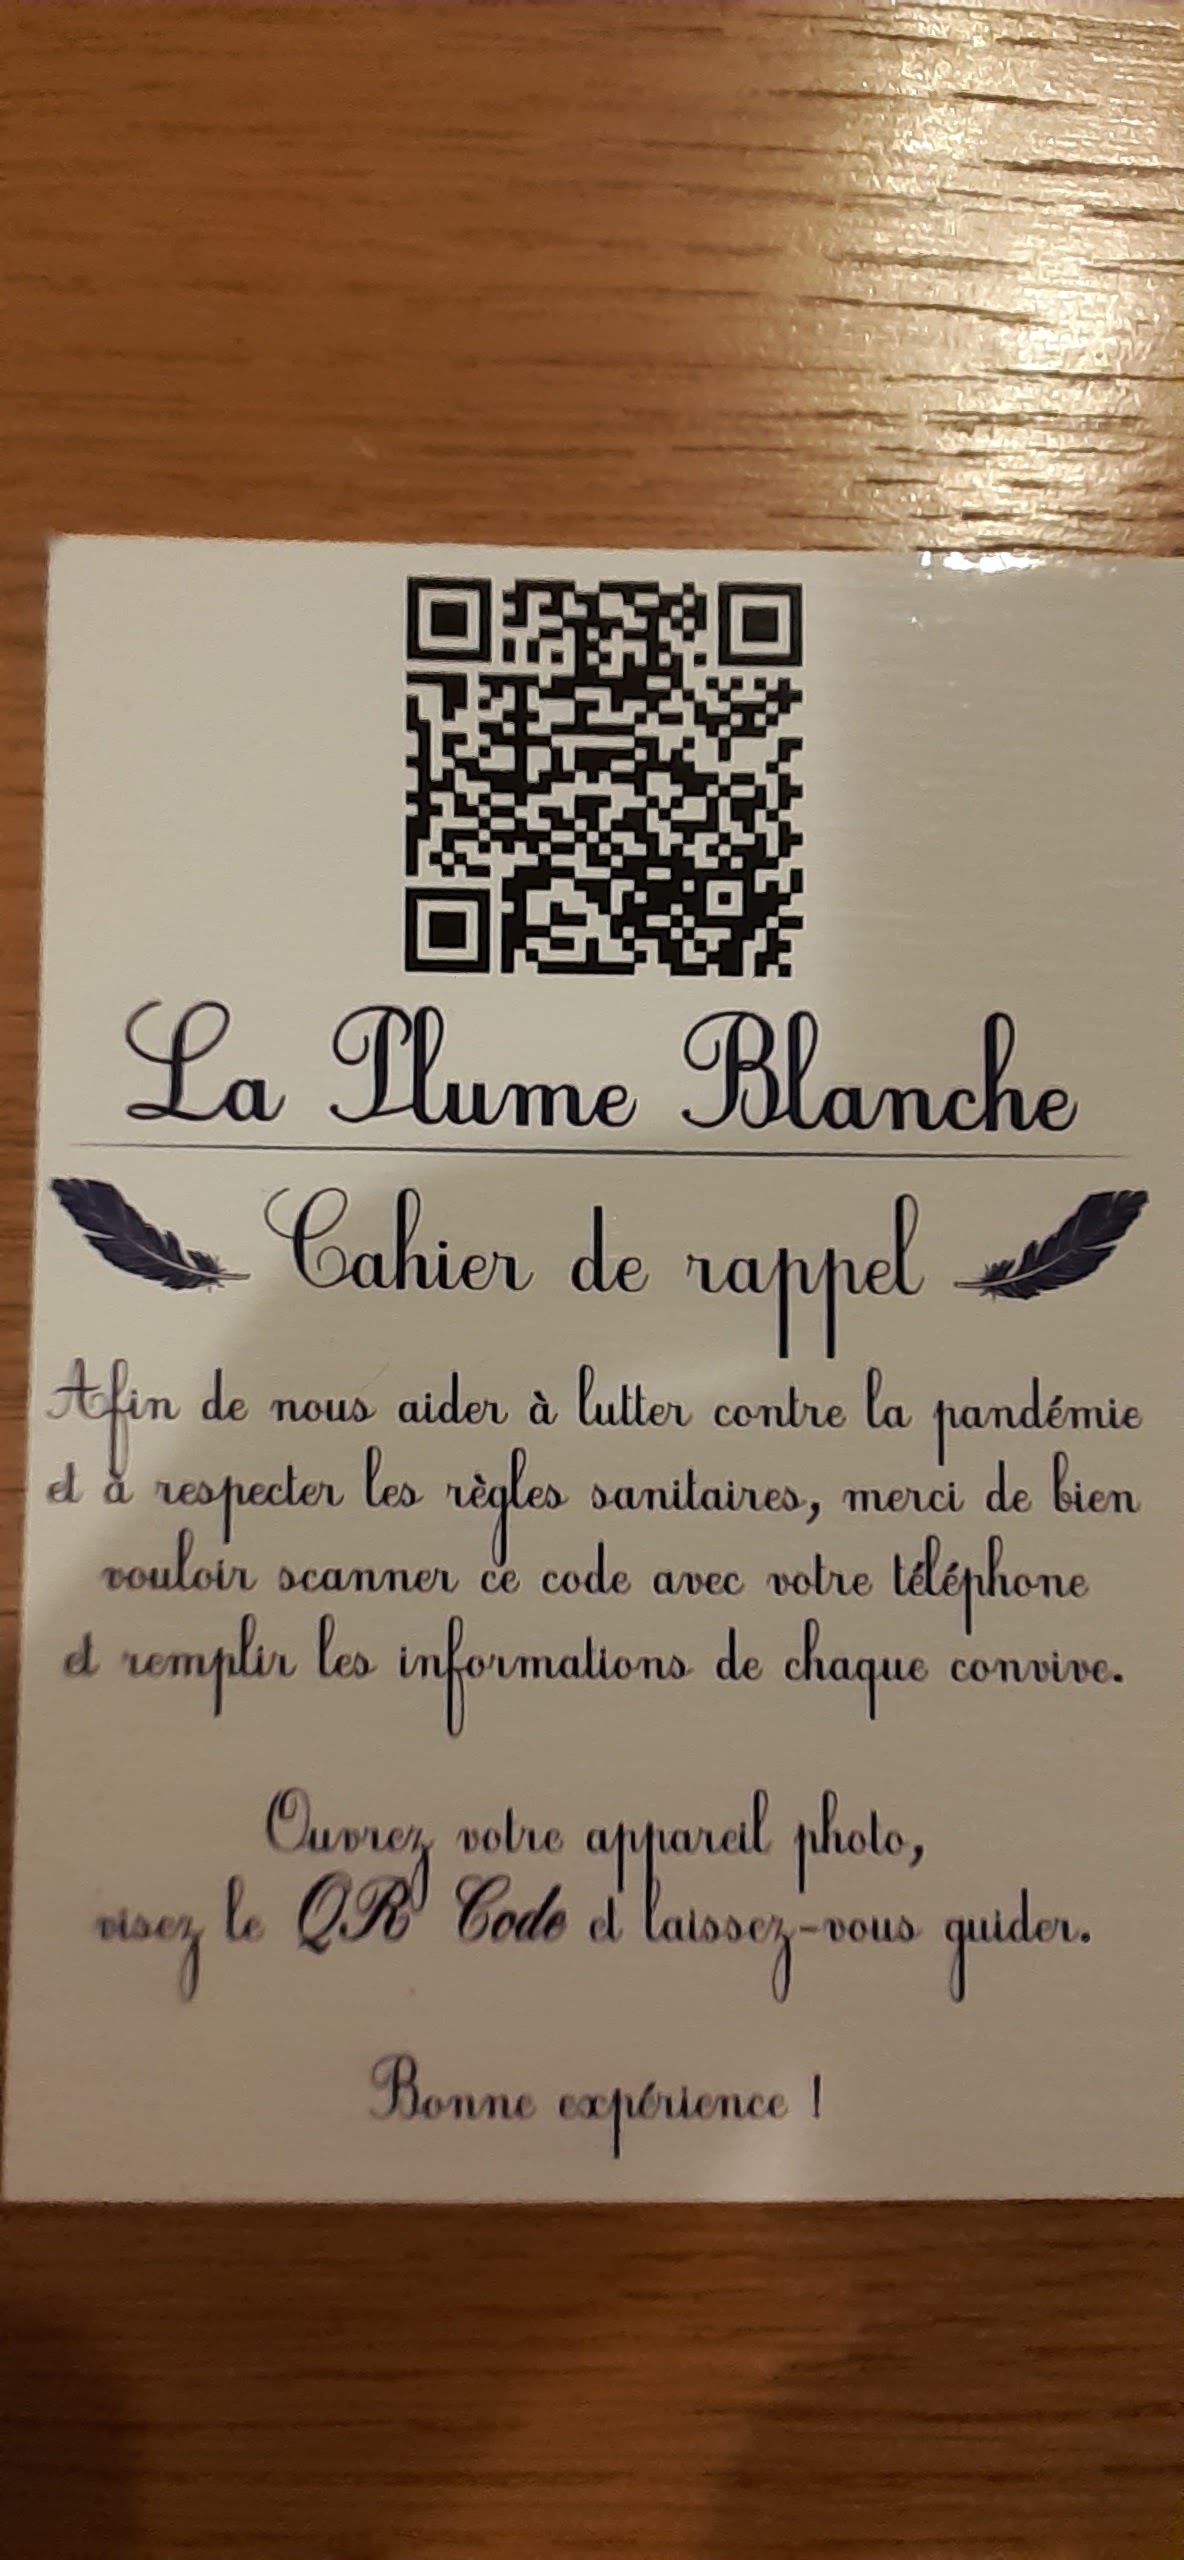 La Plume Blanche
Cahier de rappel
Afin de nous aider à lutter contre la pandémie
et à respecter les règles sanitaires, merci de bien
vouloir scanner ce code avec votre téléphone
et remplir les informations de chaque convive.
Ouvrez votre appareil photo,
visez le QR Code et laissez-vous guider.
Bonne expérience !